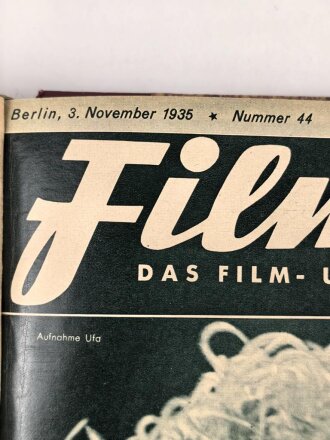 Berlin, 3. November 1935 ★ Nummer 44
Film
DAS FILM- U
Aufnahme Ufa